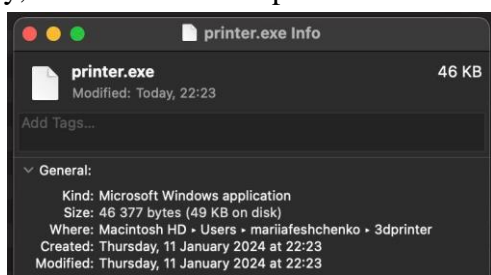 printer.exe Info
printer.exe 46 KB
Modified: Today, 22:23
Add Tags...
General:
Kind: Microsoft Windows application
Size: 46 377 bytes (49 KB on disk)
Where: Macintosh HD ▸ Users ▸ mariiafeshchenko ▸ 3dprinter
Created: Thursday, 11 January 2024 at 22:23
Modified: Thursday, 11 January 2024 at 22:23